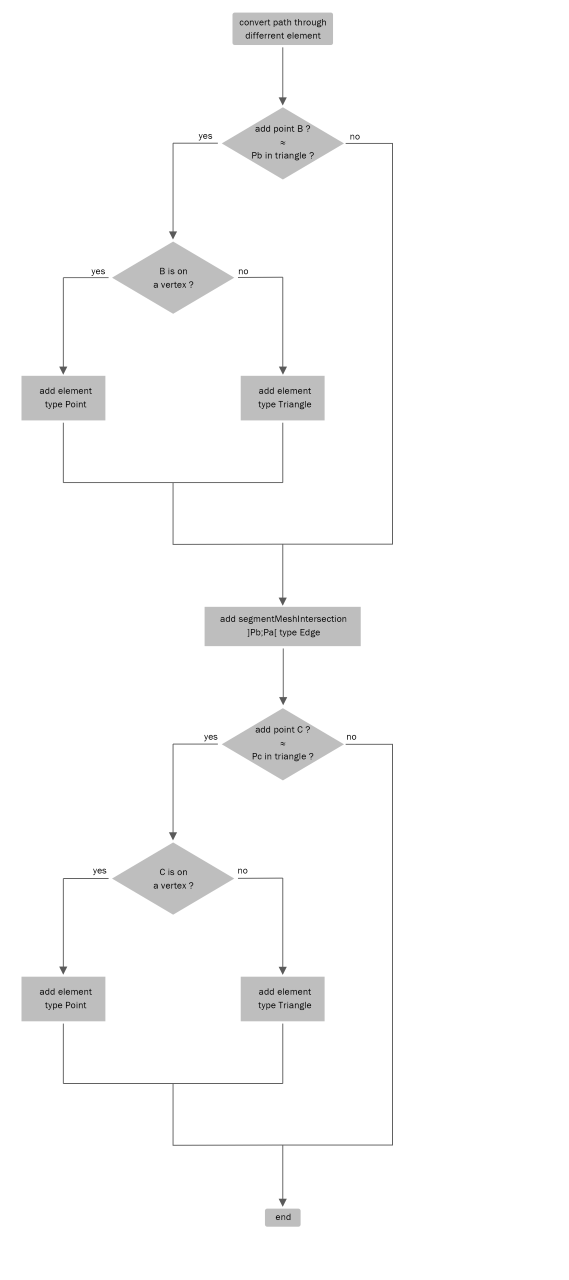 convert path through
differrent element
add point B ?
≈
Pb in triangle ?
yes
no
B is on
a vertex ?
yes
no
add element
type Point
add element
type Triangle
add segmentMeshIntersection
]Pb;Pa[ type Edge
add point C ?
≈
Pc in triangle ?
yes
no
C is on
a vertex ?
yes
no
add element
type Point
add element
type Triangle
end